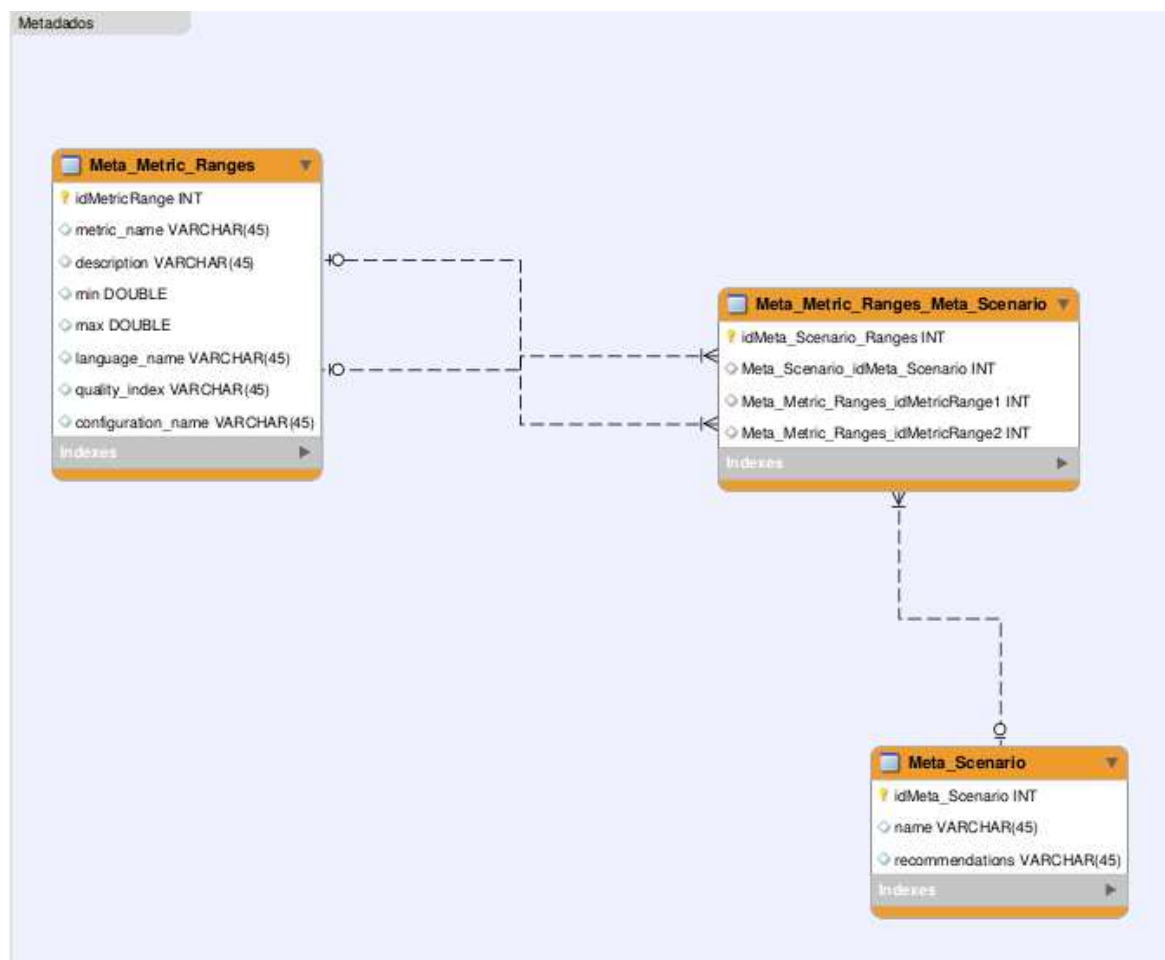 Metadados
Meta_Metric_Ranges
idMetricRange INT
metric_name VARCHAR(45)
description VARCHAR(45)
min DOUBLE
max DOUBLE
language_name VARCHAR(45)
quality_index VARCHAR(45)
configuration_name VARCHAR(45)
Indexes
Meta_Metric_Ranges_Meta_Scenario
idMeta_Scenario_Ranges INT
Meta_Scenario_idMeta_Scenario INT
Meta_Metric_Ranges_idMetricRange1 INT
Meta_Metric_Ranges_idMetricRange2 INT
Indexes
Meta_Scenario
idMeta_Scenario INT
name VARCHAR(45)
recommendations VARCHAR(45)
Indexes